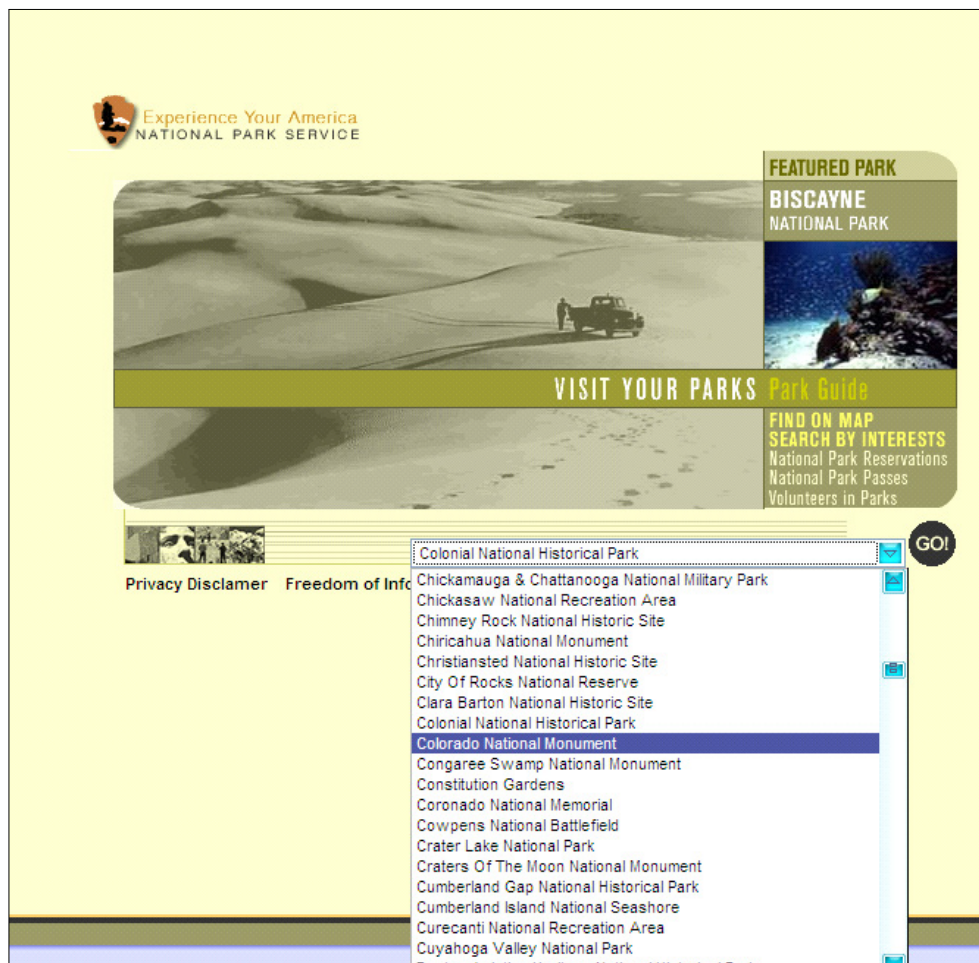 Experience Your America
NATIONAL PARK SERVICE
FEATURED PARK
BISCAYNE
NATIONAL PARK
VISIT YOUR PARKS Park Guide
FIND ON MAP
SEARCH BY INTERESTS
National Park Reservations
National Park Passes
Volunteers in Parks
Colonial National Historical Park
GO!
Privacy Disclamer Freedom of Info
Chickamauga & Chattanooga National Military Park
Chickasaw National Recreation Area
Chimney Rock National Historic Site
Chiricahua National Monument
Christiansted National Historic Site
City Of Rocks National Reserve
Clara Barton National Historic Site
Colonial National Historical Park
Colorado National Monument
Congaree Swamp National Monument
Constitution Gardens
Coronado National Memorial
Cowpens National Battlefield
Crater Lake National Park
Craters Of The Moon National Monument
Cumberland Gap National Historical Park
Cumberland Island National Seashore
Curecanti National Recreation Area
Cuyahoga Valley National Park